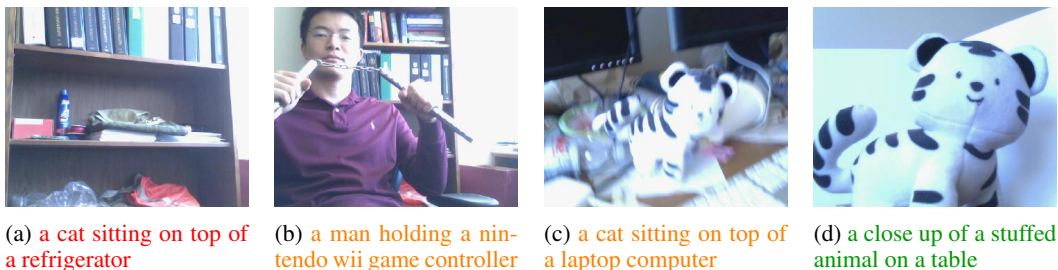 (a) a cat sitting on top of
a refrigerator
(b) a man holding a nin-
tendo wii game controller
(c) a cat sitting on top of
a laptop computer
(d) a close up of a stuffed
animal on a table